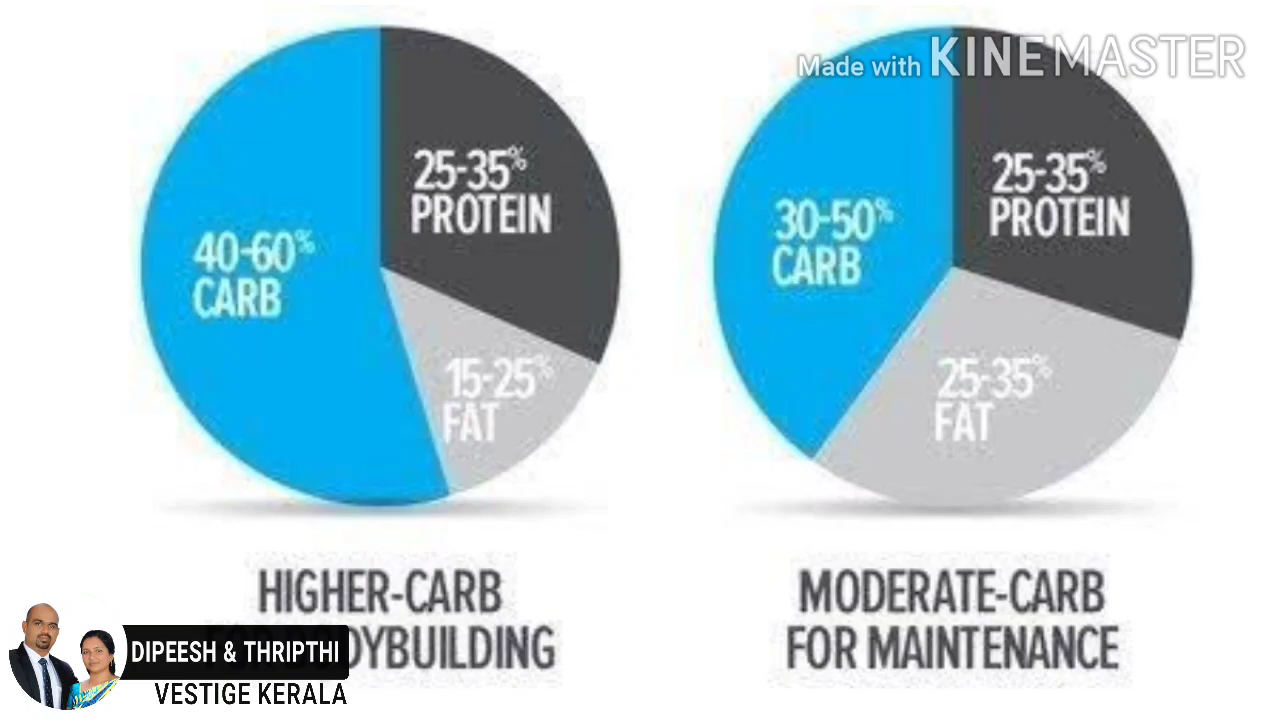 Made with KINEMASTER
25-35%
PROTEIN
40-60%
CARB
15-25%
FAT
25-35%
PROTEIN
30-50%
CARB
25-35%
FAT
HIGHER-CARB
MODERATE-CARB
FOR MAINTENANCE
DIPEESH & THRIPTHI
VESTIGE KERALA